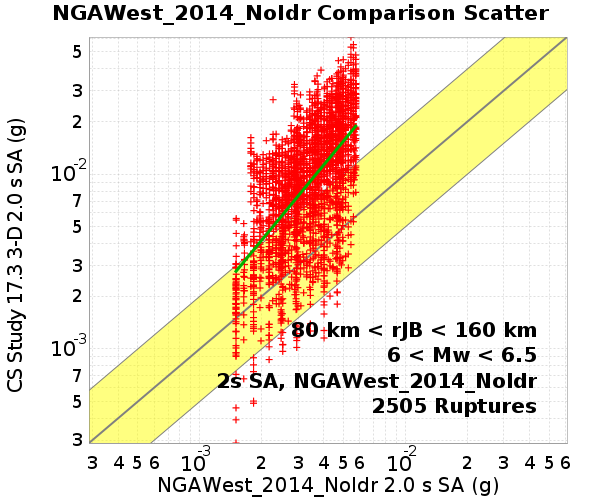 NGAWest_2014_NoIdr Comparison Scatter
CS Study 17.3 3-D 2.0 s SA (g)
5
3
2
10-2
7
5
3
2
10-3
7
5
3
80 km < rJB < 160 km
6 < Mw < 6.5
2s SA, NGAWest_2014_NoIdr
2505 Ruptures
3 4 5 6 10-3 2 3 4 5 6 10-2 2 3 4 5 6
NGAWest_2014_NoIdr 2.0 s SA (g)